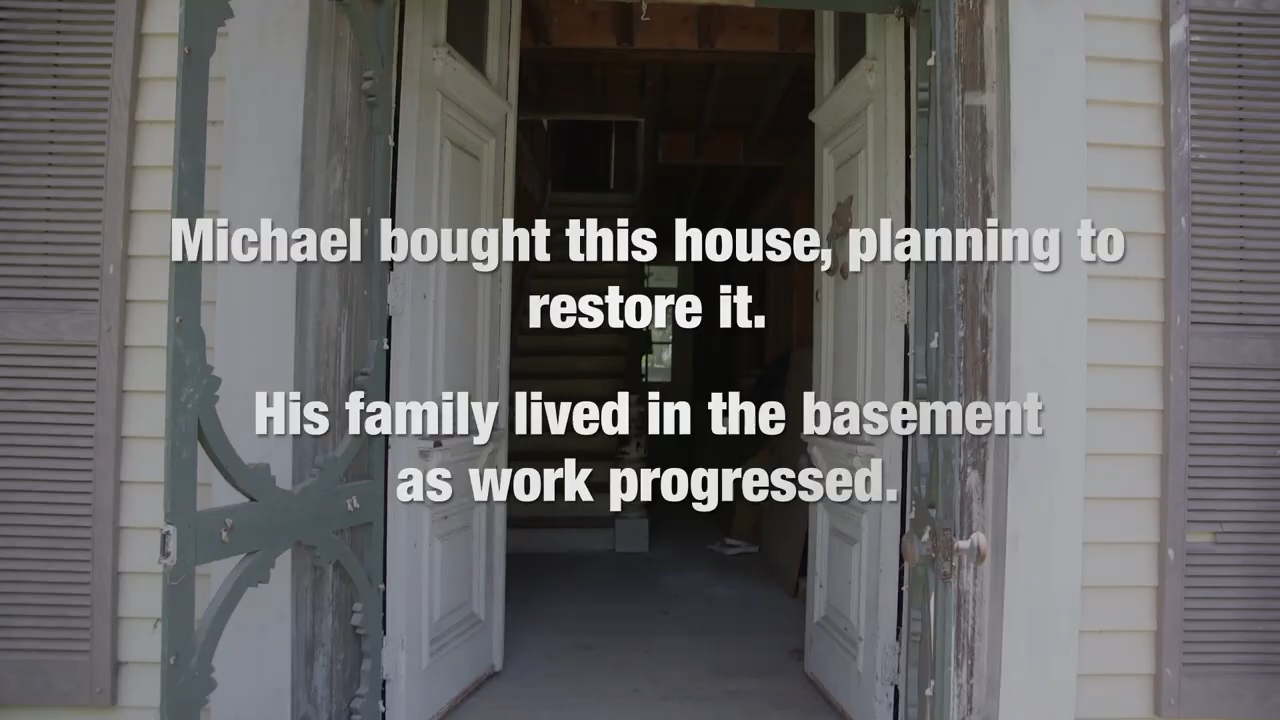 Michael bought this house, planning to
restore it.
His family lived in the basement
as work progressed.